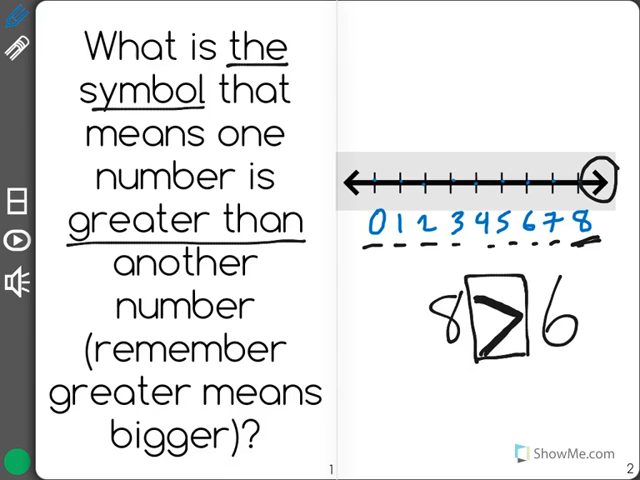 What is the
symbol that
means one
number is
greater than
another
number
(remember
greater means
bigger)?
1
0 1 2 3 4 5 6 7 8
8 > 6
ShowMe.com
2